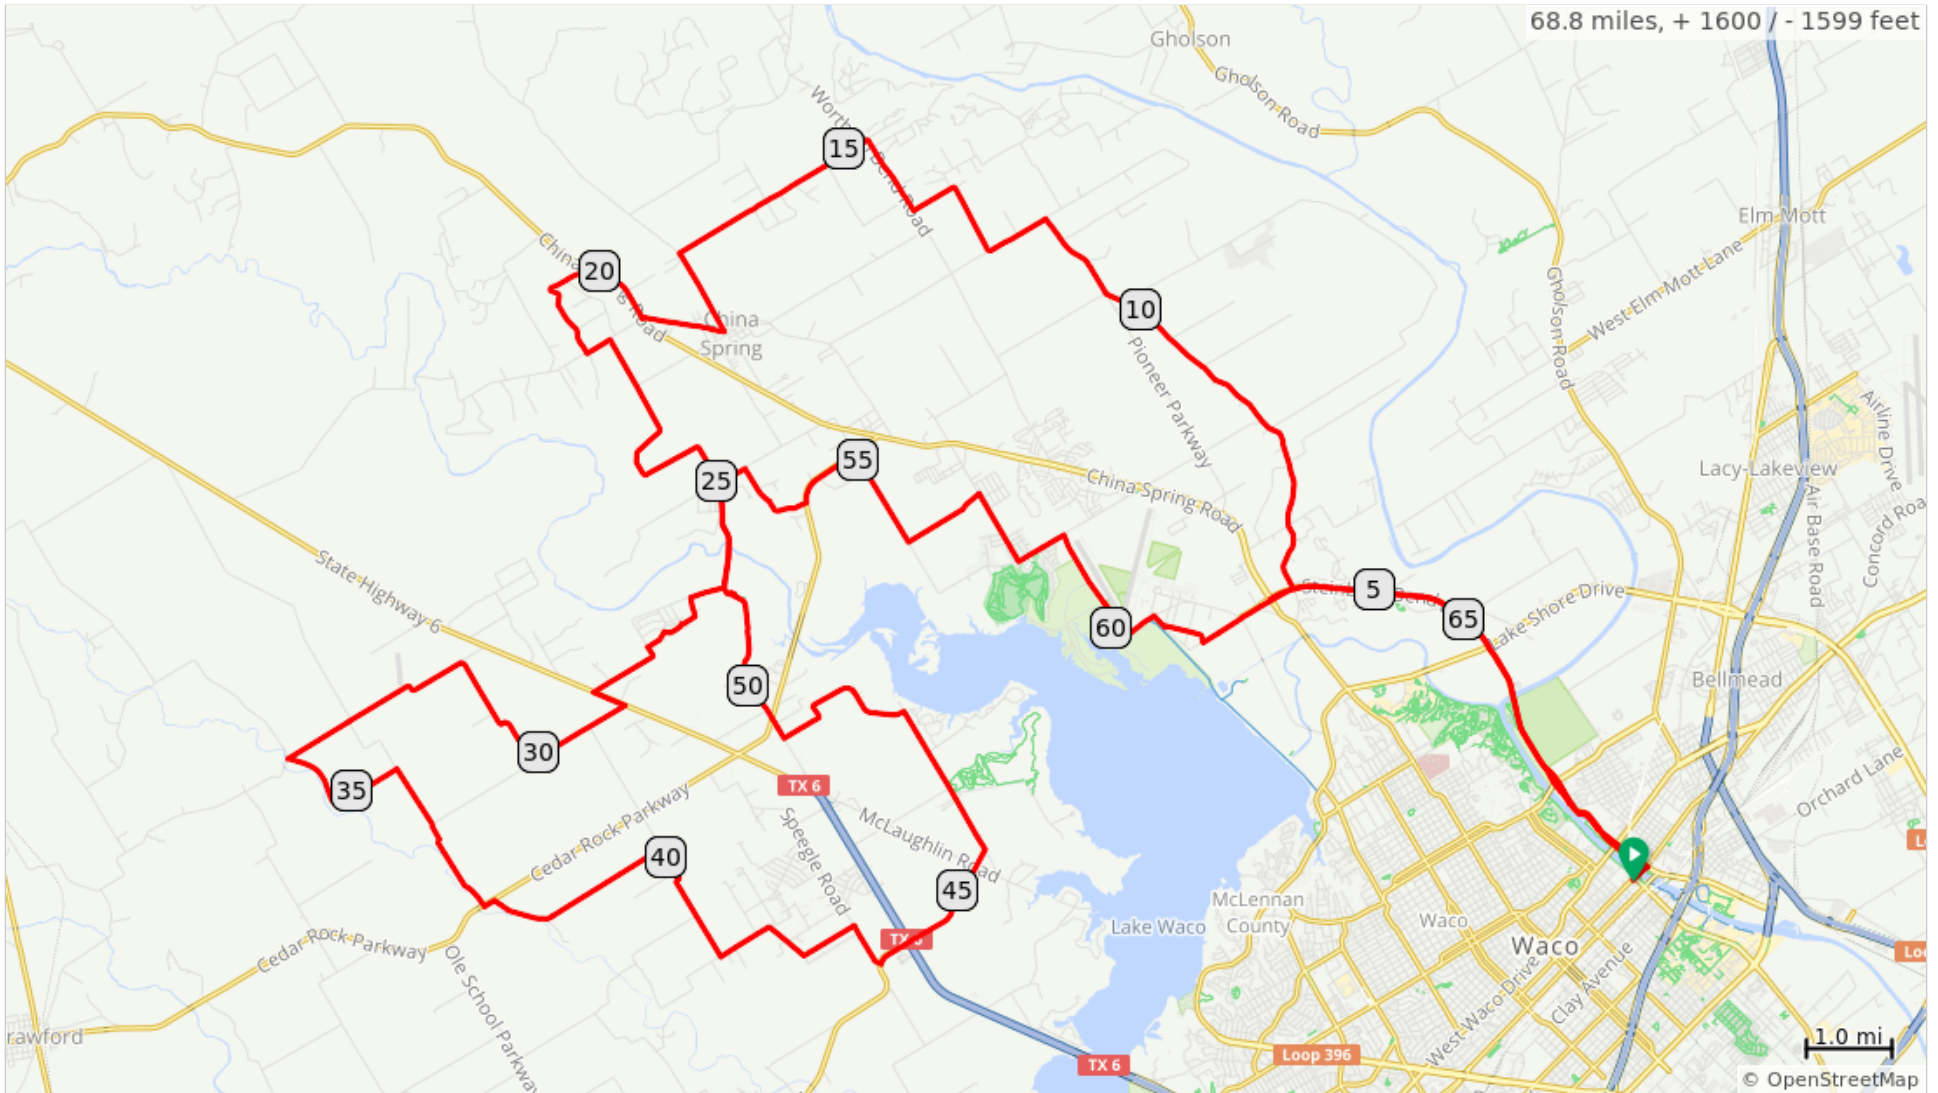 68.8 miles, + 1600 / - 1599 feet
Gholson
Gholson Road
15
Elm Mott
20
China
Spring
10
West Elm Mott Lane
Gholson Road
Pioneer Parkway
Airline Drive
55
Lacy-Lakeview
25
China Spring Road
Air Base Road
State Highway 6
5
65
Lake Shore Drive
60
Bellmead
50
30
35
TX 6
Orchard Lane
Cedar Rock Parkway
Speegle Road
McLaughlin Road
40
45
McLennan
County
Lake Waco
Waco
Waco
TX 6
Cedar Rock Parkway
Ole School Parkway
West Waco Drive
Clay Avenue
rawford
1.0 mi
Loop 396
TX 6
© OpenStreetMap